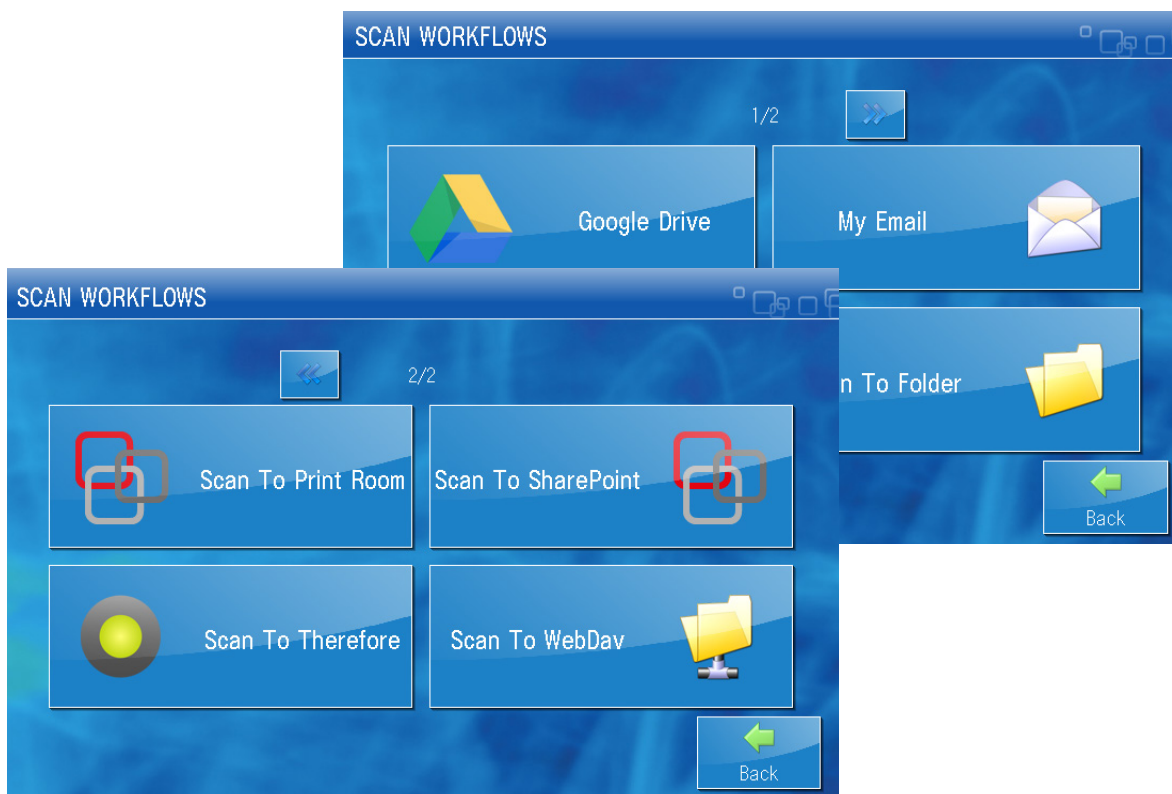 SCAN WORKFLOWS
1/2
Google Drive
My Email
n To Folder
Back
SCAN WORKFLOWS
2/2
Scan To Print Room
Scan To SharePoint
Scan To Therefore
Scan To WebDav
Back